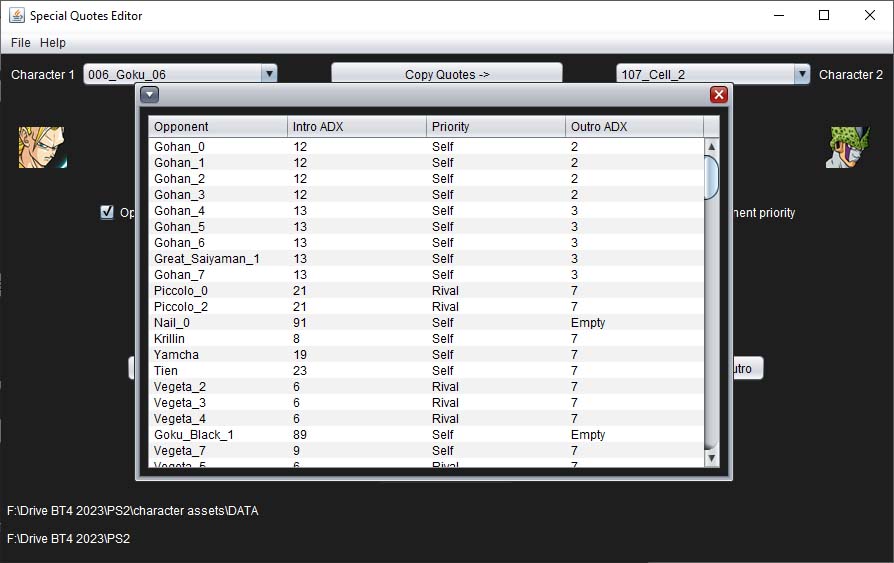 Special Quotes Editor
File Help
Character 1 006_Goku_06 Copy Quotes -> 107_Cell_2 Character 2
Opponent Intro ADX Priority Outro ADX
Gohan_0 12 Self 2
Gohan_1 12 Self 2
Gohan_2 12 Self 2
Gohan_3 12 Self 2
Gohan_4 13 Self 3
Gohan_5 13 Self 3
Gohan_6 13 Self 3
Great_Saiyaman_1 13 Self 3
Gohan_7 13 Self 3
Piccolo_0 21 Rival 7
Piccolo_2 21 Rival 7
Nail_0 91 Self Empty
Krillin 8 Self 7
Yamcha 19 Self 7
Tien 23 Self 7
Vegeta_2 6 Rival 7
Vegeta_3 6 Rival 7
Vegeta_4 6 Rival 7
Goku_Black_1 89 Self Empty
Vegeta_7 9 Self 7
Vegeta_5 6 Rival 7
Op
nent priority
utro
F:\Drive BT4 2023\PS2\character assets\DATA
F:\Drive BT4 2023\PS2